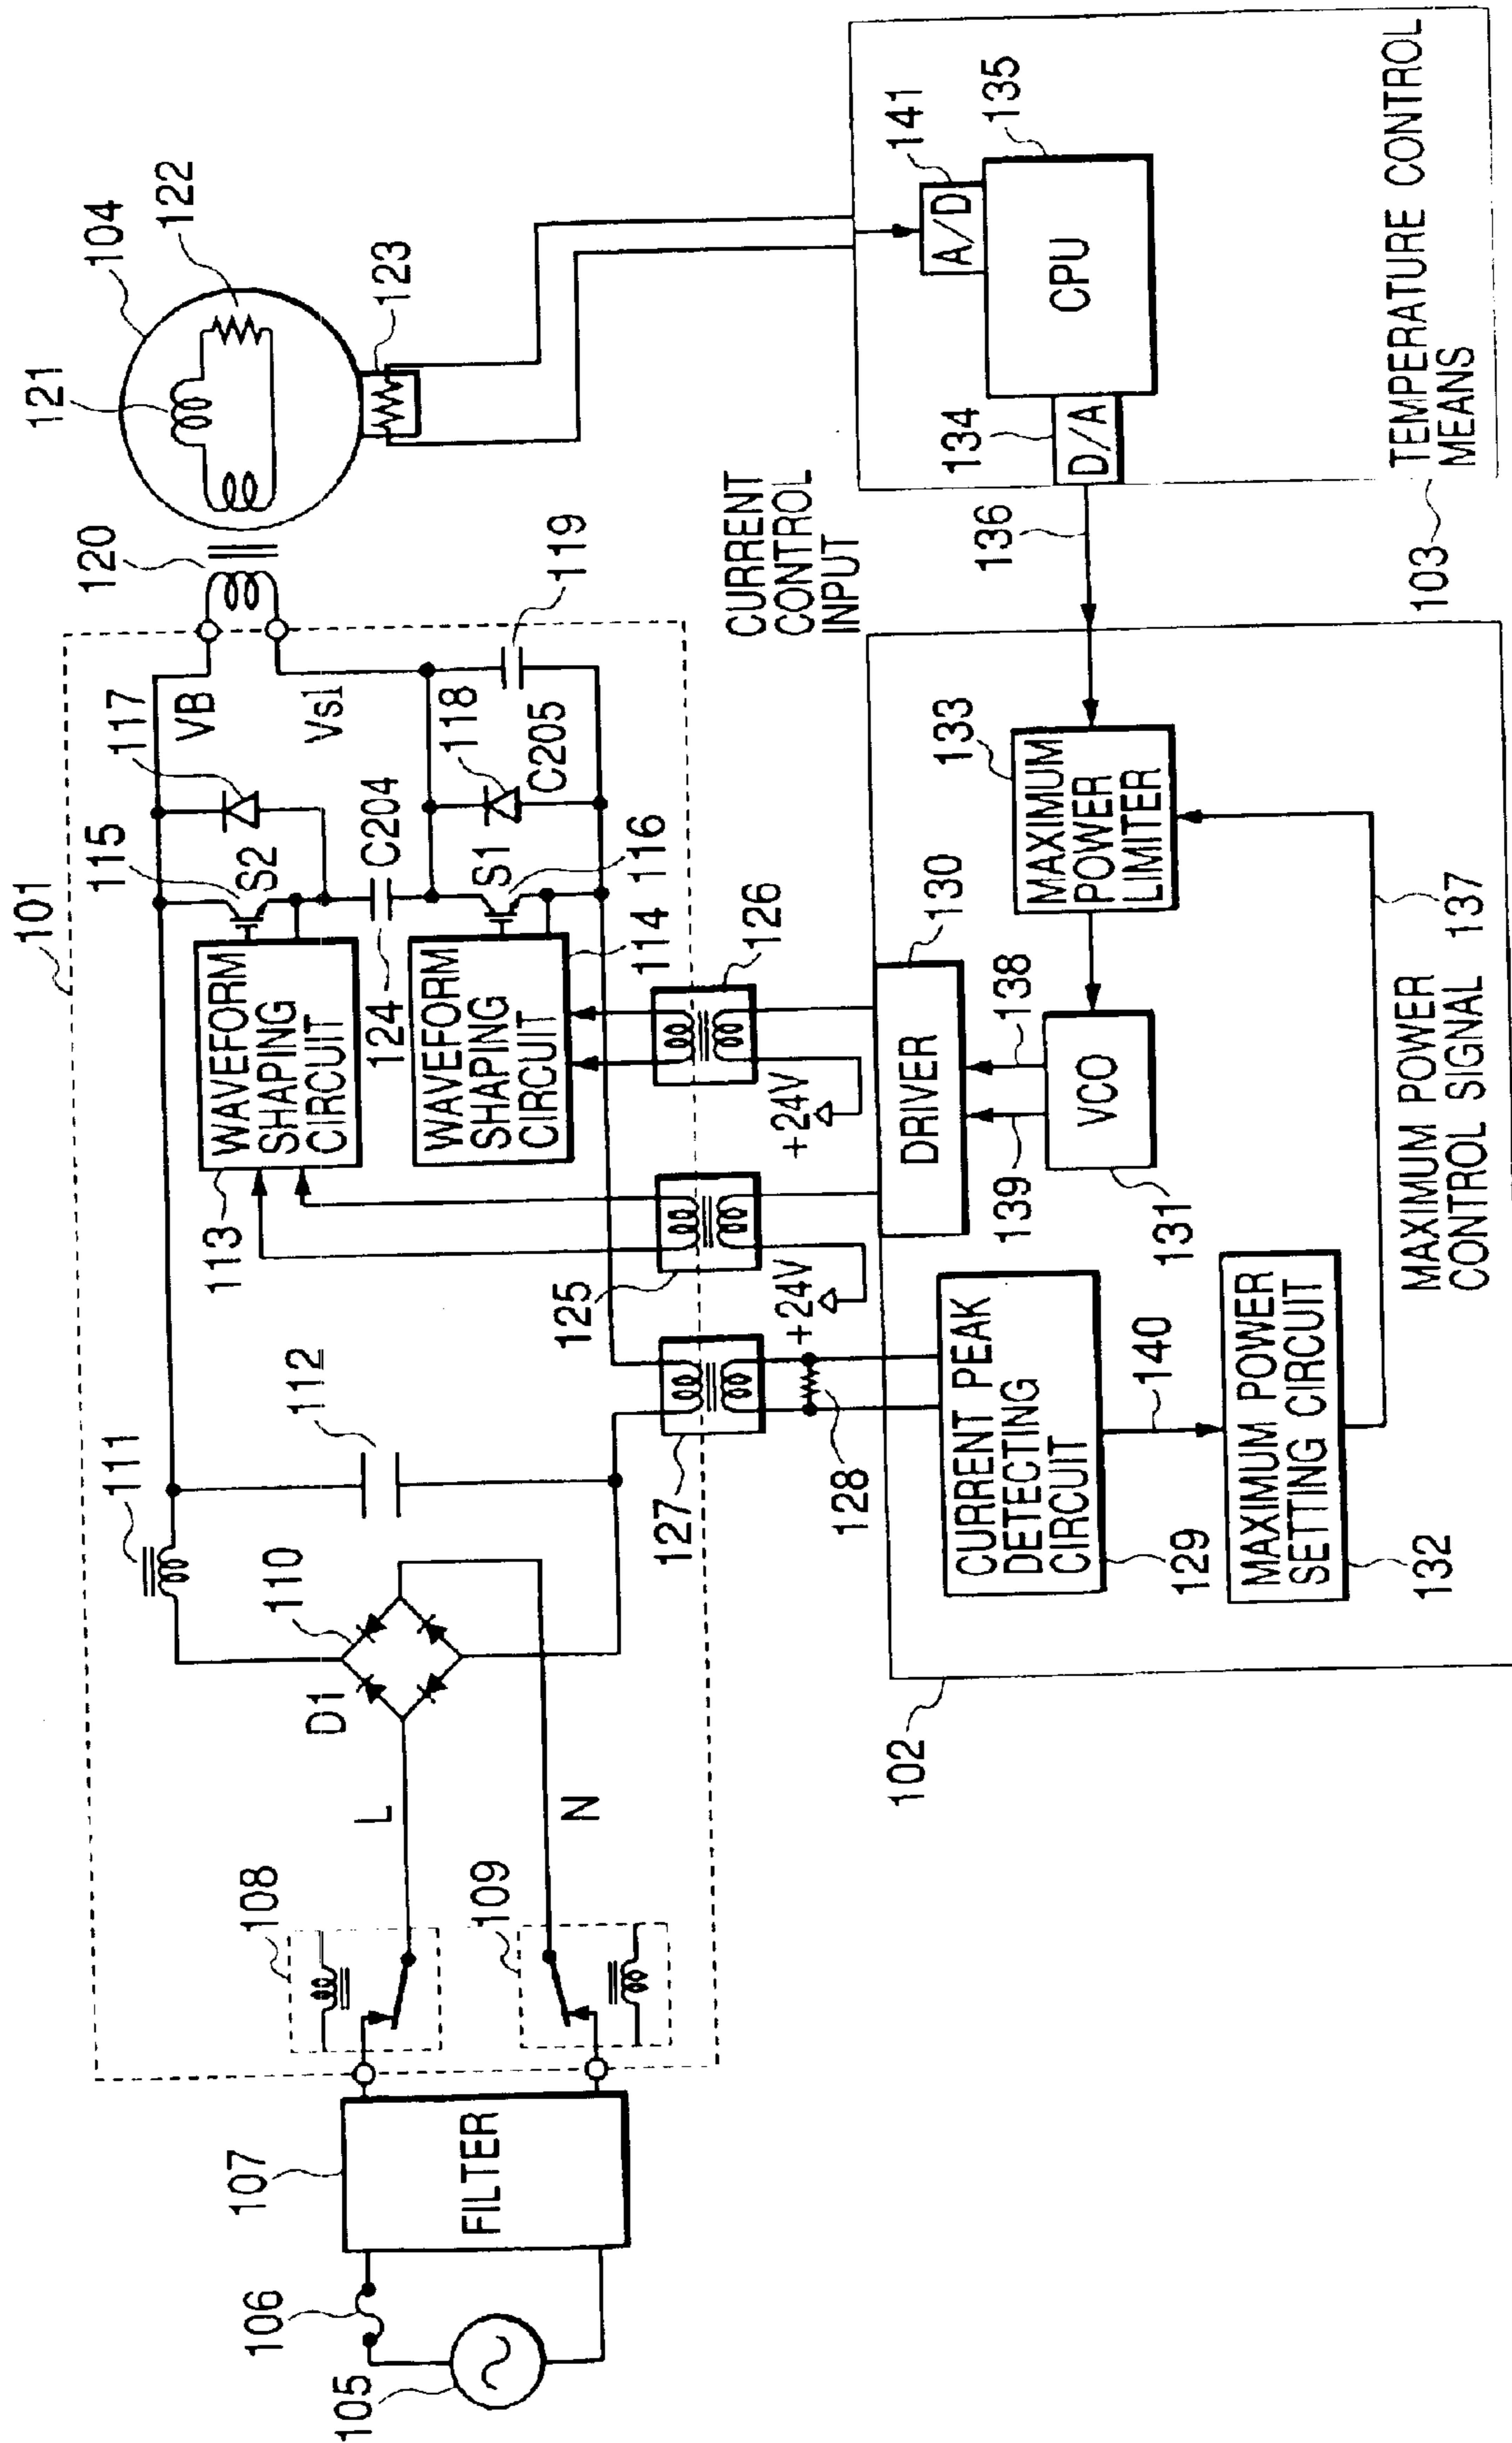 101
111
112
115
117
VB
120
121
104
122
110
D1
113
WAVEFORM
SHAPING
CIRCUIT
S2
C204
Vsl
123
108
L
124
118
C205
119
106
107
FILTER
109
N
WAVEFORM
SHAPING
CIRCUIT
S1
116
114
105
125
126
127
128
+24V
+24V
CURRENT
CONTROL
INPUT
102
CURRENT PEAK
DETECTING
CIRCUIT
129
DRIVER
130
139
138
VCO
131
133
MAXIMUM
POWER
LIMITER
136
134
D/A
A/D
141
CPU
135
140
MAXIMUM POWER
SETTING CIRCUIT
132
MAXIMUM POWER
CONTROL SIGNAL 137
103
TEMPERATURE CONTROL
MEANS